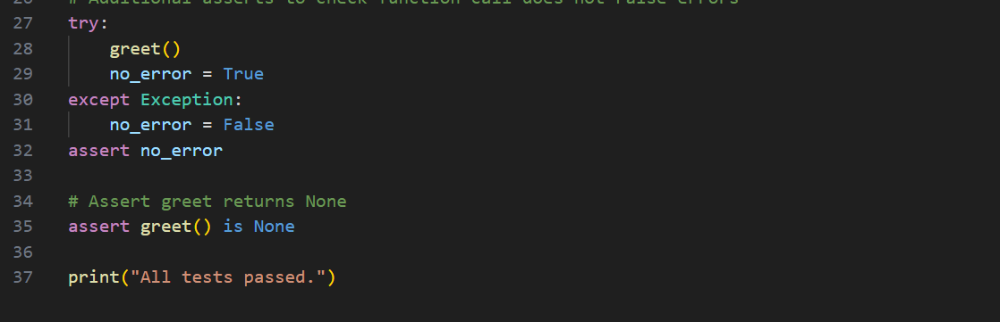 26 # Additional asserts to check function call does not raise errors
27 try:
28     greet()
29     no_error = True
30 except Exception:
31     no_error = False
32 assert no_error
33
34 # Assert greet returns None
35 assert greet() is None
36
37 print("All tests passed.")